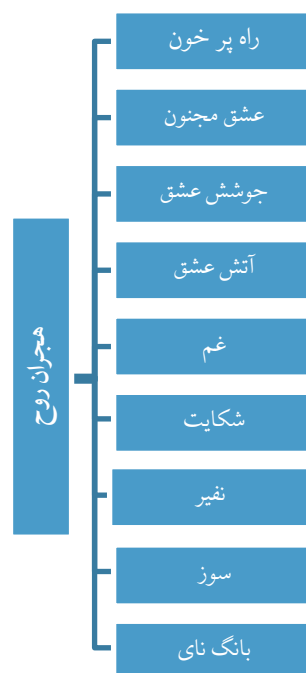 هجران روح
راه پر خون
عشق مجنون
جوشش عشق
آتش عشق
غم
شکایت
نفیر
سوز
بانگ نای